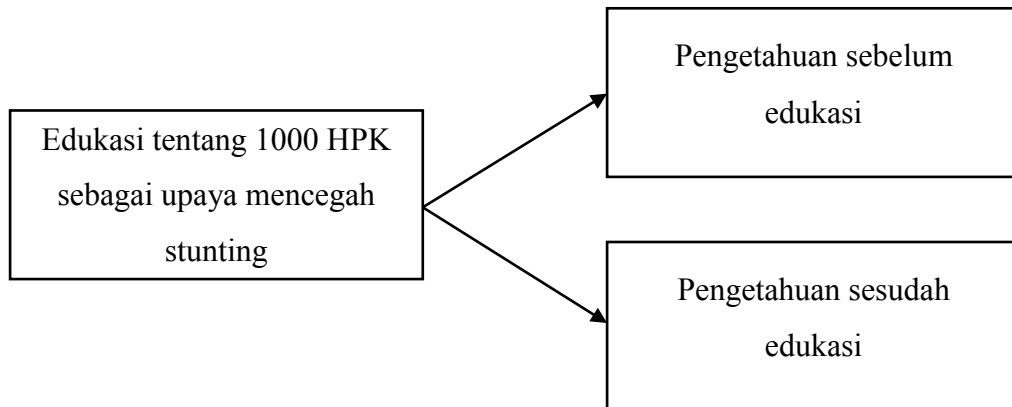 Edukasi tentang 1000 HPK
sebagai upaya mencegah
stunting
Pengetahuan sebelum
edukasi
Pengetahuan sesudah
edukasi